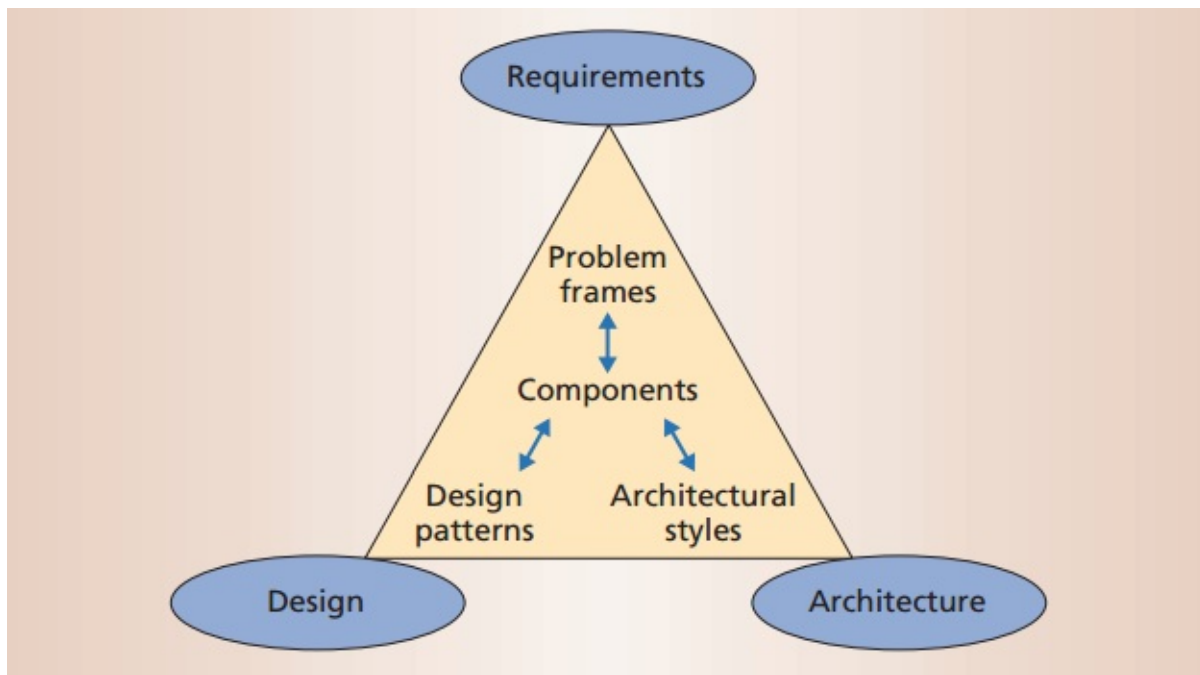 Requirements
Problem
frames
Components
Design
patterns
Architectural
styles
Design
Architecture